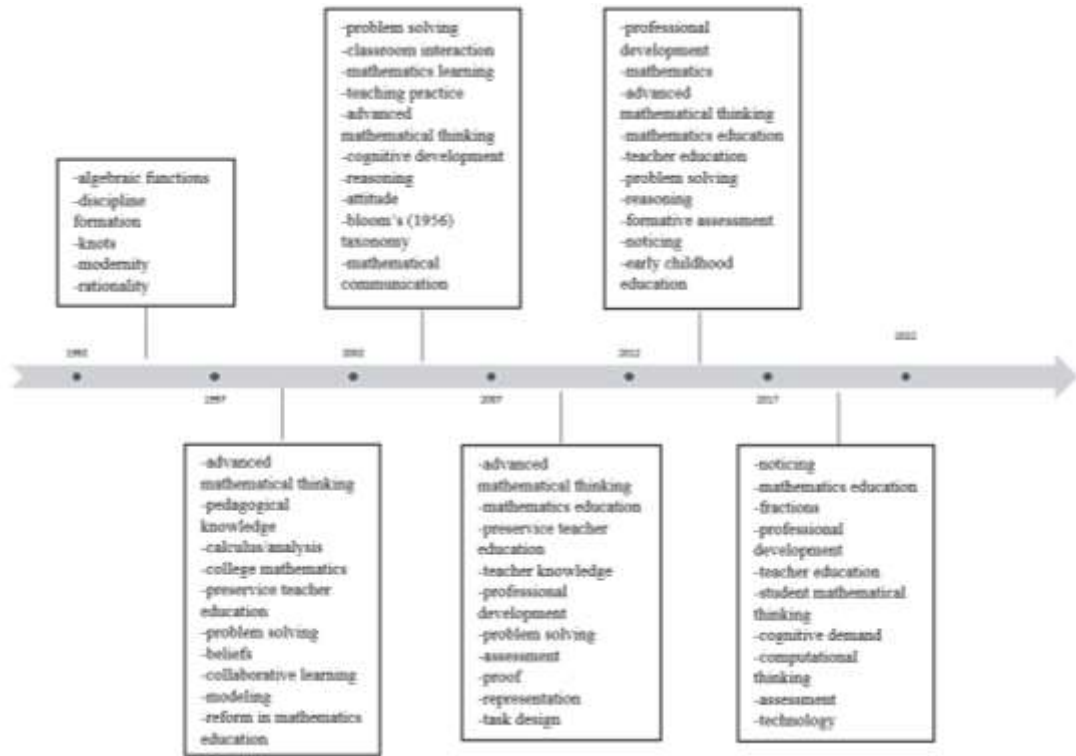 -problem solving
-classroom interaction
-mathematics learning
-teaching practice
-advanced
mathematical thinking
-cognitive development
-reasoning
-attitude
-bloom´s (1956)
taxonomy
-mathematical
communication
-professional
development
-mathematics
-advanced
mathematical thinking
-mathematics education
-teacher education
-problem solving
-reasoning
-formative assessment
-noticing
-early childhood
education
-algebraic functions
-discipline
formation
-knots
-modernity
-rationality
1992
2002
2012
2022
1997
2007
2017
-advanced
mathematical thinking
-pedagogical
knowledge
-calculus/analysis
-college mathematics
-preservice teacher
education
-problem solving
-beliefs
-collaborative learning
-modeling
-reform in mathematics
education
-advanced
mathematical thinking
-mathematics education
-preservice teacher
education
-teacher knowledge
-professional
development
-problem solving
-assessment
-proof
-representation
-task design
-noticing
-mathematics education
-fractions
-professional
development
-teacher education
-student mathematical
thinking
-cognitive demand
-computational
thinking
-assessment
-technology